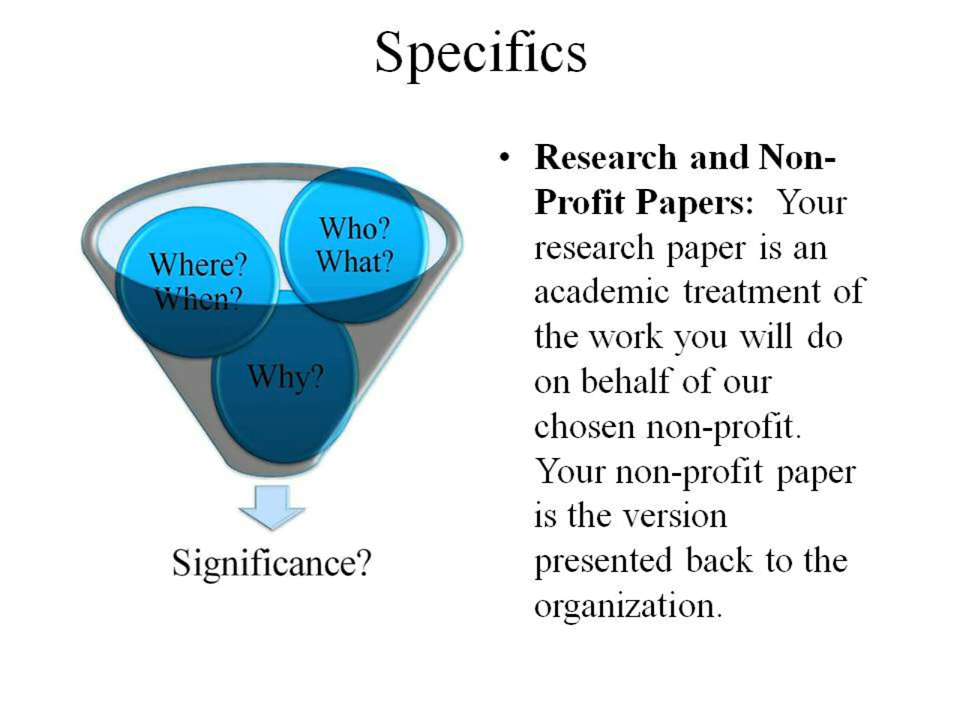 Specifics
Where?
When?
Who?
What?
Why?
Significance?
• Research and Non-
Profit Papers:  Your
research paper is an
academic treatment of
the work you will do
on behalf of our
chosen non-profit.
Your non-profit paper
is the version
presented back to the
organization.